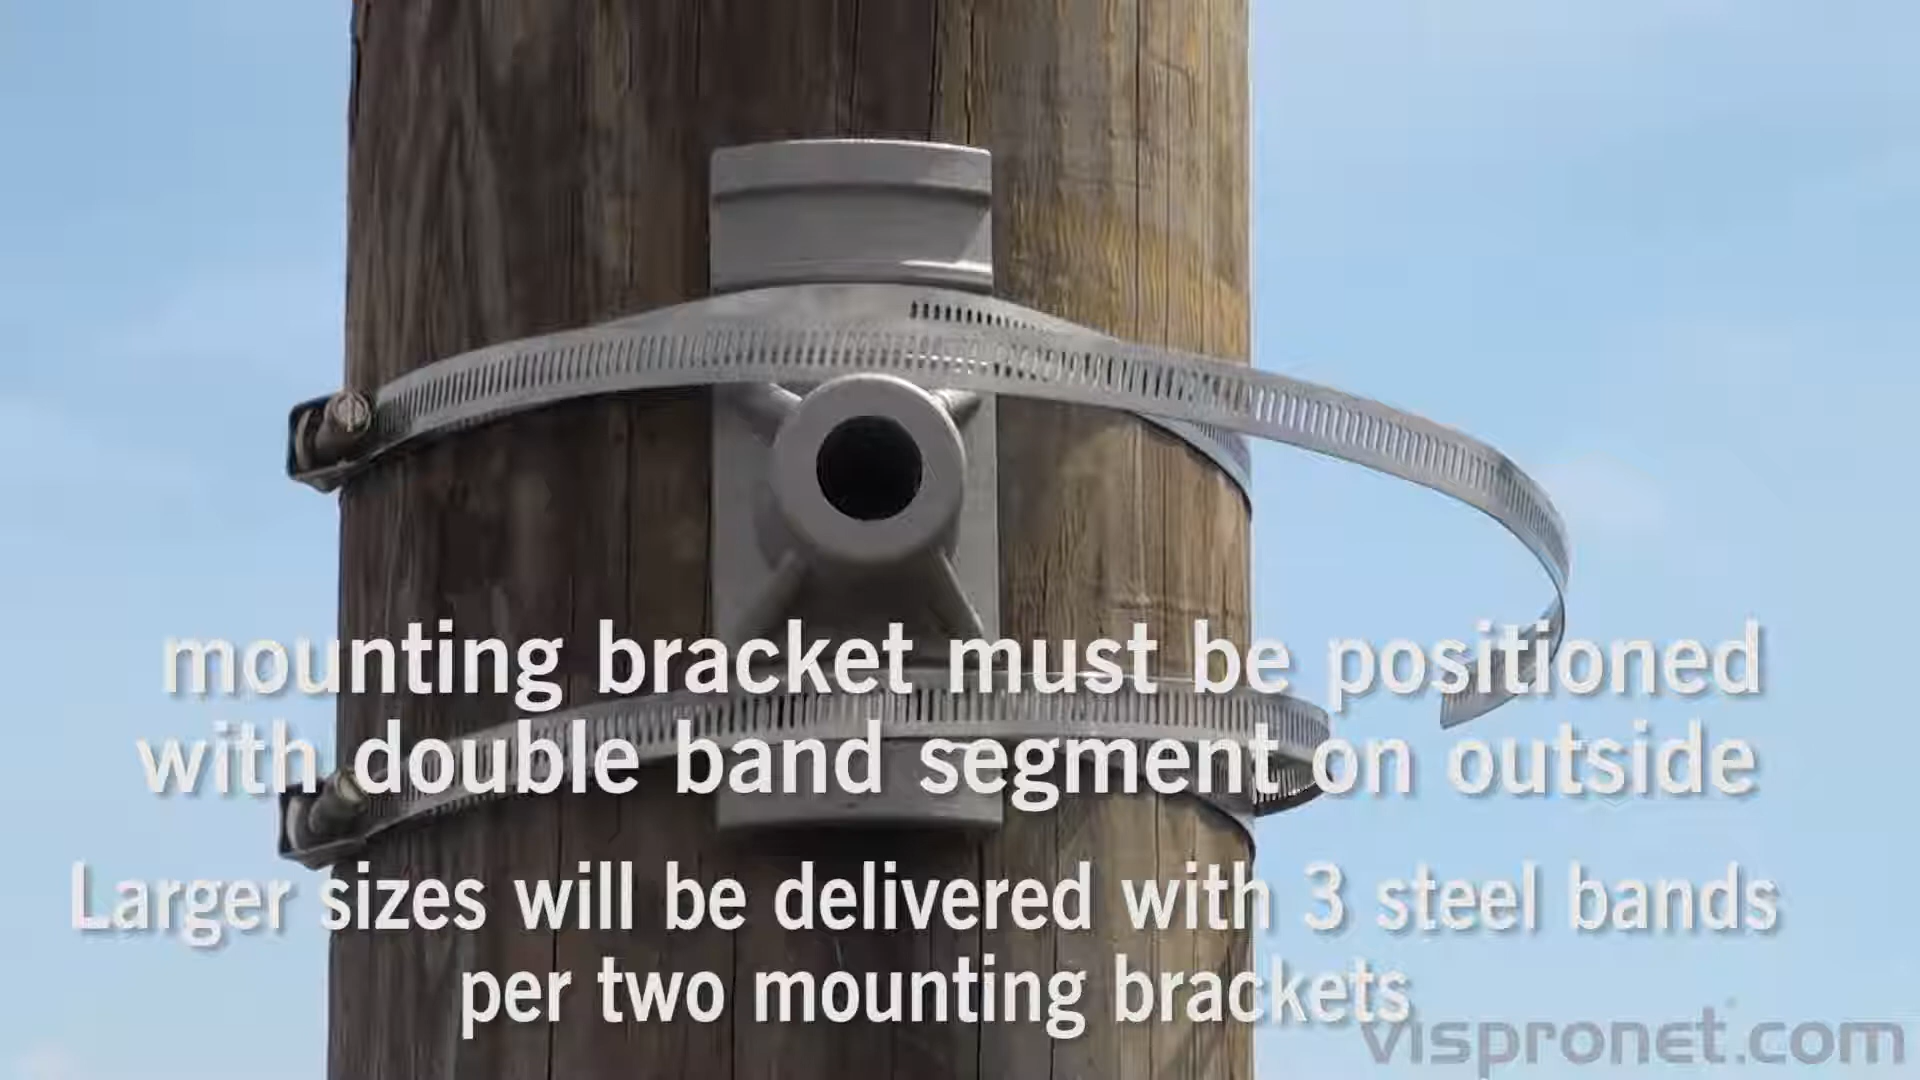 mounting bracket must be positioned
with double band segment on outside
Larger sizes will be delivered with 3 steel bands
per two mounting brackets
vispronet.com